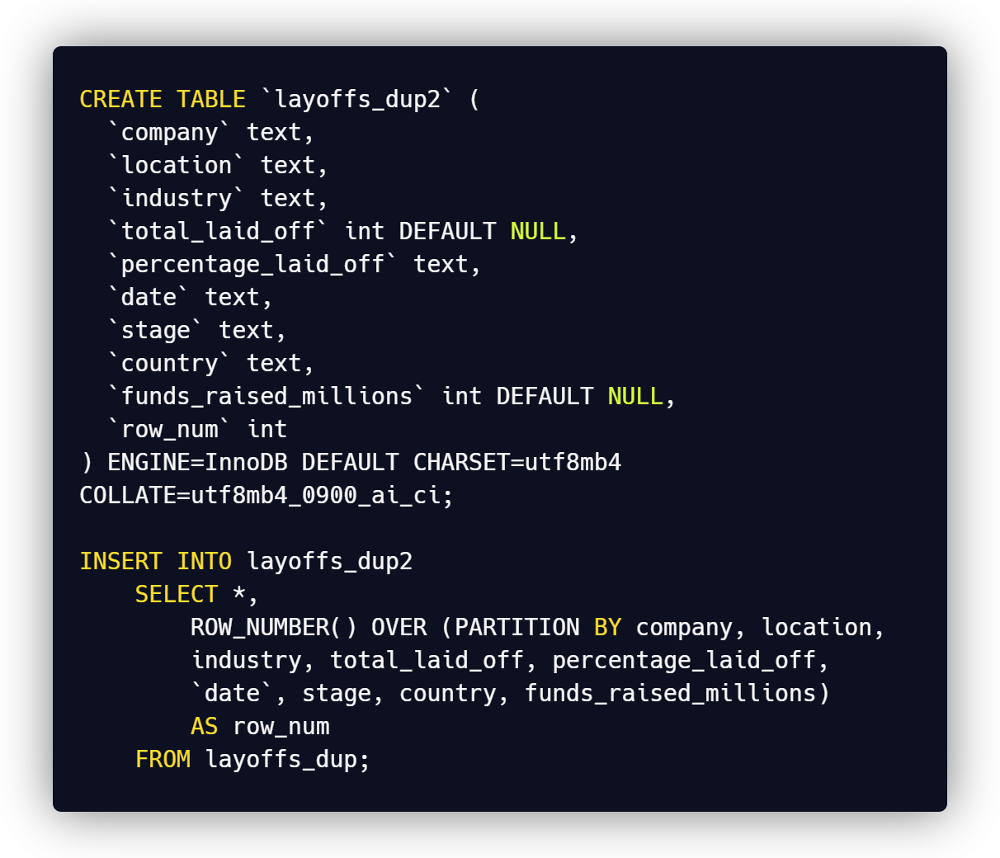 CREATE TABLE `layoffs_dup2` (
  `company` text,
  `location` text,
  `industry` text,
  `total_laid_off` int DEFAULT NULL,
  `percentage_laid_off` text,
  `date` text,
  `stage` text,
  `country` text,
  `funds_raised_millions` int DEFAULT NULL,
  `row_num` int
) ENGINE=InnoDB DEFAULT CHARSET=utf8mb4
COLLATE=utf8mb4_0900_ai_ci;

INSERT INTO layoffs_dup2
    SELECT *,
        ROW_NUMBER() OVER (PARTITION BY company, location,
        industry, total_laid_off, percentage_laid_off,
        `date`, stage, country, funds_raised_millions)
        AS row_num
    FROM layoffs_dup;